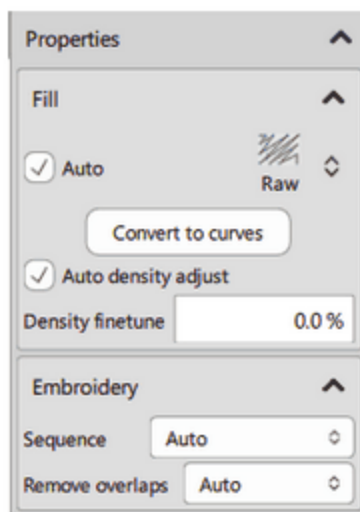 Properties
Fill
Auto
Raw
Convert to curves
Auto density adjust
Density finetune 0.0 %
Embroidery
Sequence Auto
Remove overlaps Auto